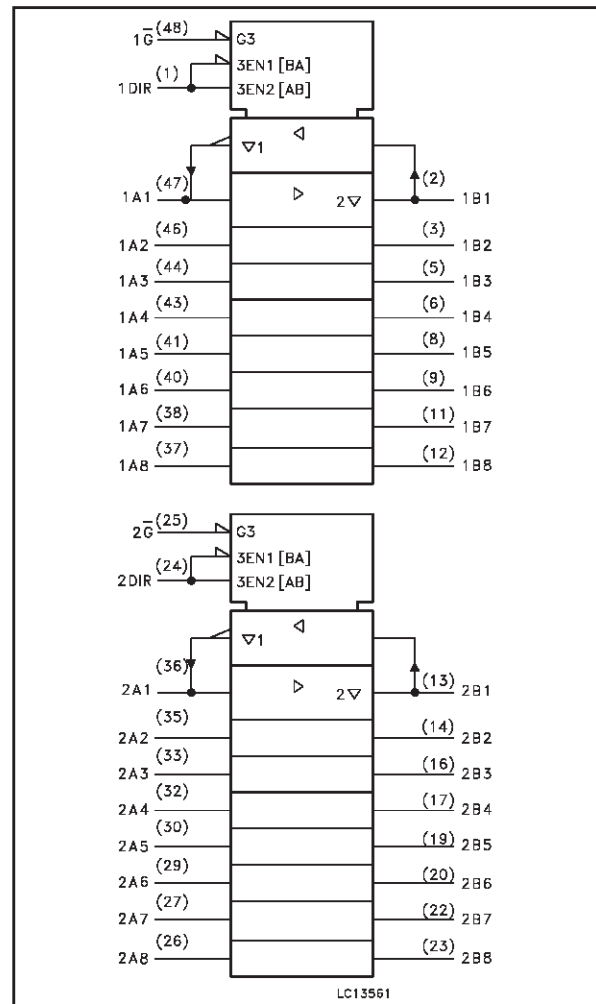 1G̅ (48) G3
3EN1 [BA]
1DIR (1) 3EN2 [AB]
▽1 ◁
1A1 (47) ▷ 2▽ (2) 1B1
1A2 (46) (3) 1B2
1A3 (44) (5) 1B3
1A4 (43) (6) 1B4
1A5 (41) (8) 1B5
1A6 (40) (9) 1B6
1A7 (38) (11) 1B7
1A8 (37) (12) 1B8
2G̅ (25) G3
3EN1 [BA]
2DIR (24) 3EN2 [AB]
▽1 ◁
2A1 (36) ▷ 2▽ (13) 2B1
2A2 (35) (14) 2B2
2A3 (33) (16) 2B3
2A4 (32) (17) 2B4
2A5 (30) (19) 2B5
2A6 (29) (20) 2B6
2A7 (27) (22) 2B7
2A8 (26) (23) 2B8
LC13561